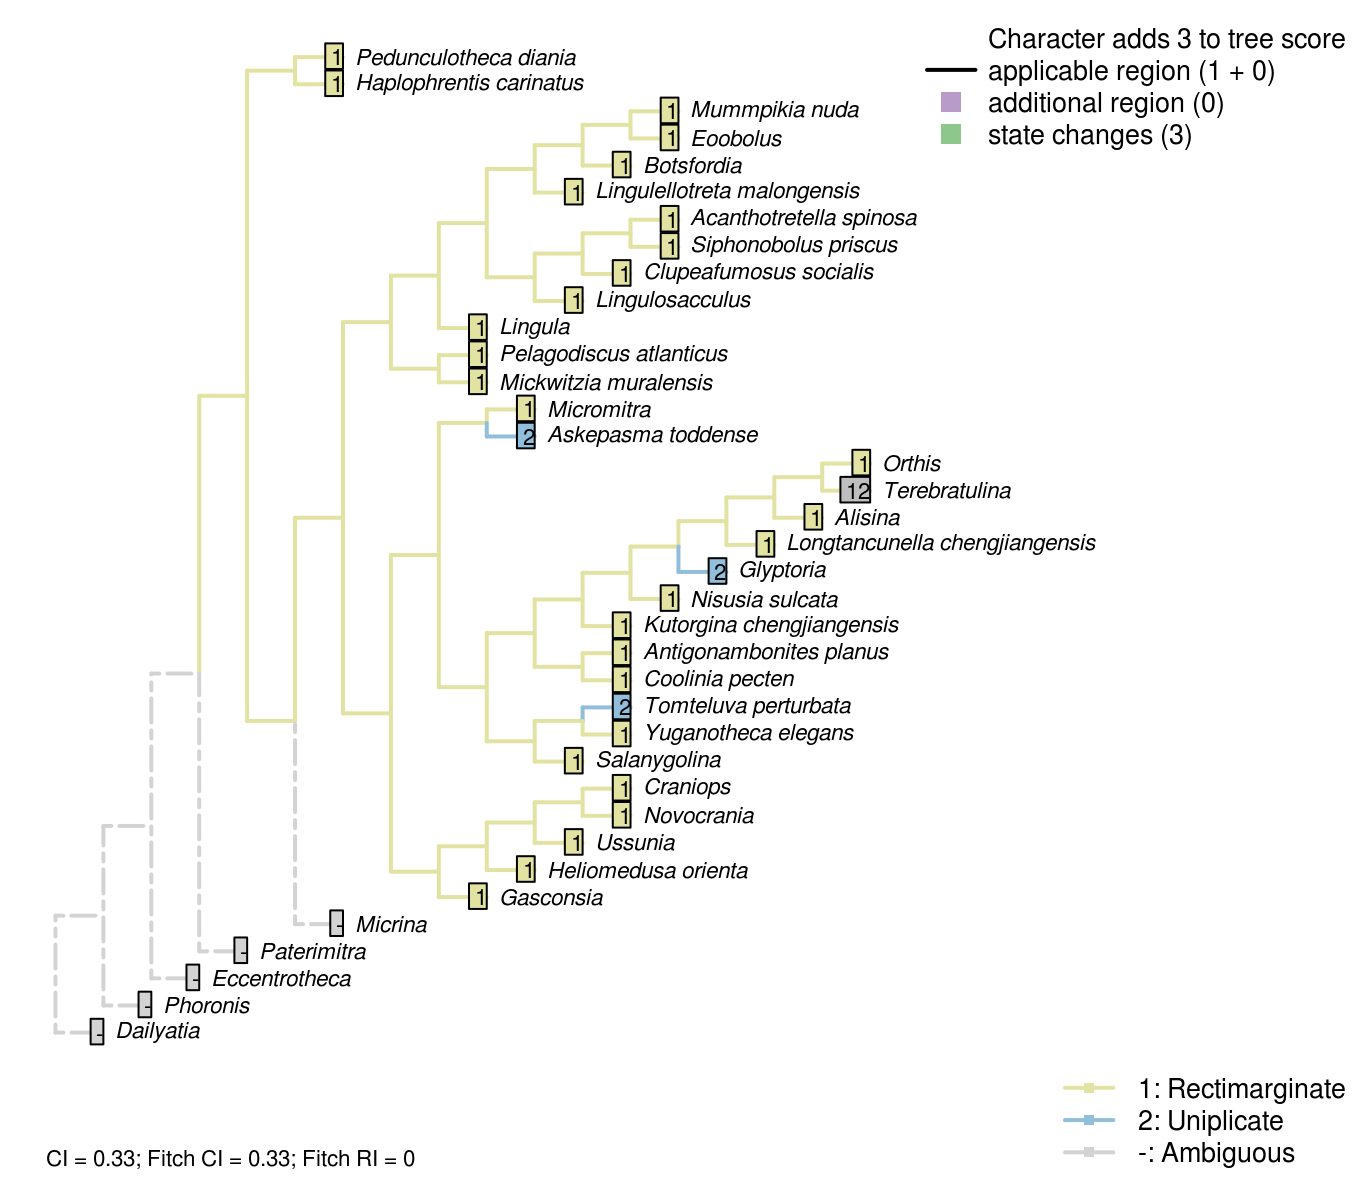 Character adds 3 to tree score
applicable region (1 + 0)
additional region (0)
state changes (3)
1 Pedunculotheca diania
1 Haplophrentis carinatus
1 Mummpikia nuda
1 Eoobolus
1 Botsfordia
1 Lingulellotreta malongensis
1 Acanthotretella spinosa
1 Siphonobolus priscus
1 Clupeafumosus socialis
1 Lingulosacculus
1 Lingula
1 Pelagodiscus atlanticus
1 Mickwitzia muralensis
1 Micromitra
2 Askepasma toddense
1 Orthis
12 Terebratulina
1 Alisina
1 Longtancunella chengjiangensis
2 Glyptoria
1 Nisusia sulcata
1 Kutorgina chengjiangensis
1 Antigonambonites planus
1 Coolinia pecten
2 Tomteluva perturbata
1 Yuganotheca elegans
1 Salanygolina
1 Craniops
1 Novocrania
1 Ussunia
1 Heliomedusa orienta
1 Gasconsia
- Micrina
- Paterimitra
- Eccentrotheca
- Phoronis
- Dailyatia
1: Rectimarginate
2: Uniplicate
-: Ambiguous
CI = 0.33; Fitch CI = 0.33; Fitch RI = 0